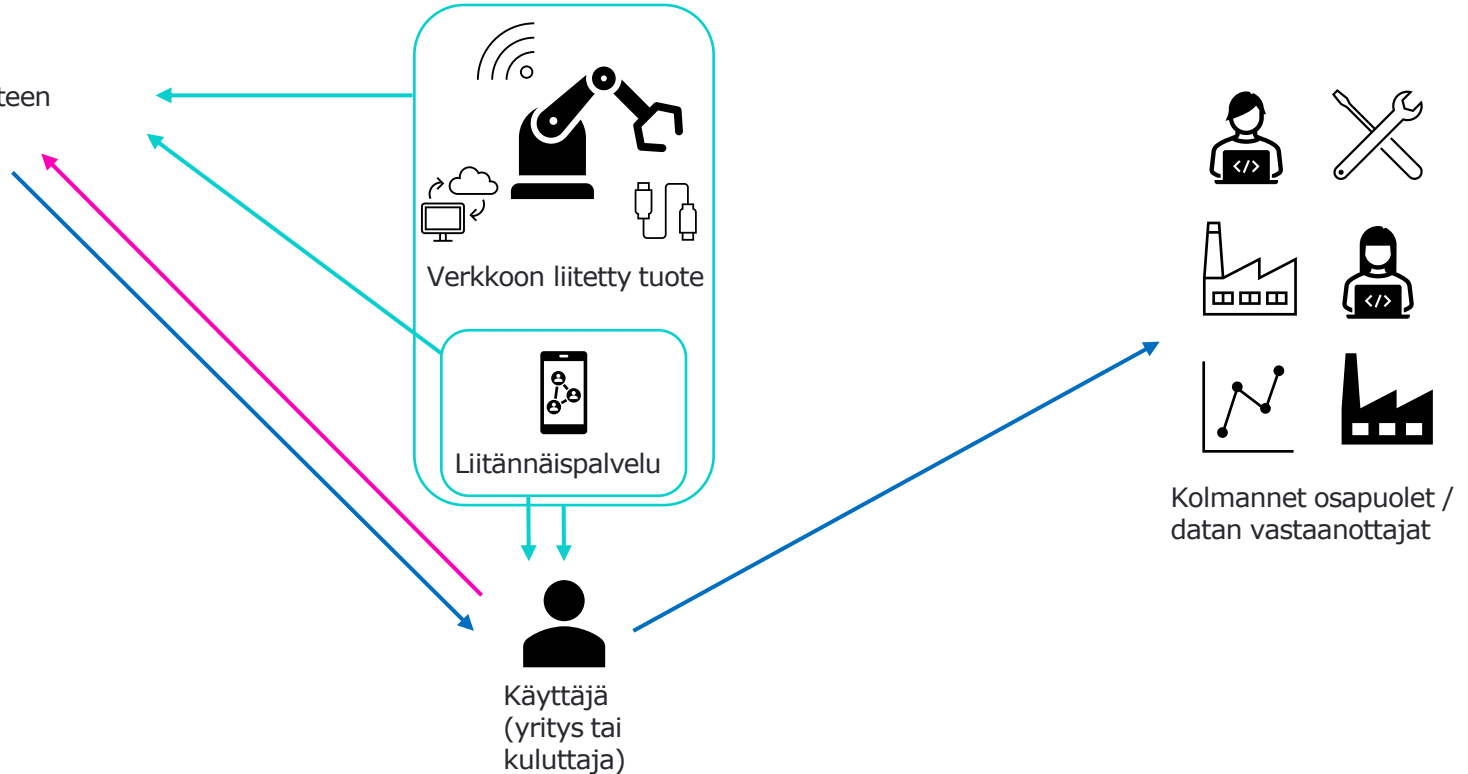 teen
Verkkoon liitetty tuote
Liitännäispalvelu
Käyttäjä
(yritys tai
kuluttaja)
</>
</>
Kolmannet osapuolet /
datan vastaanottajat